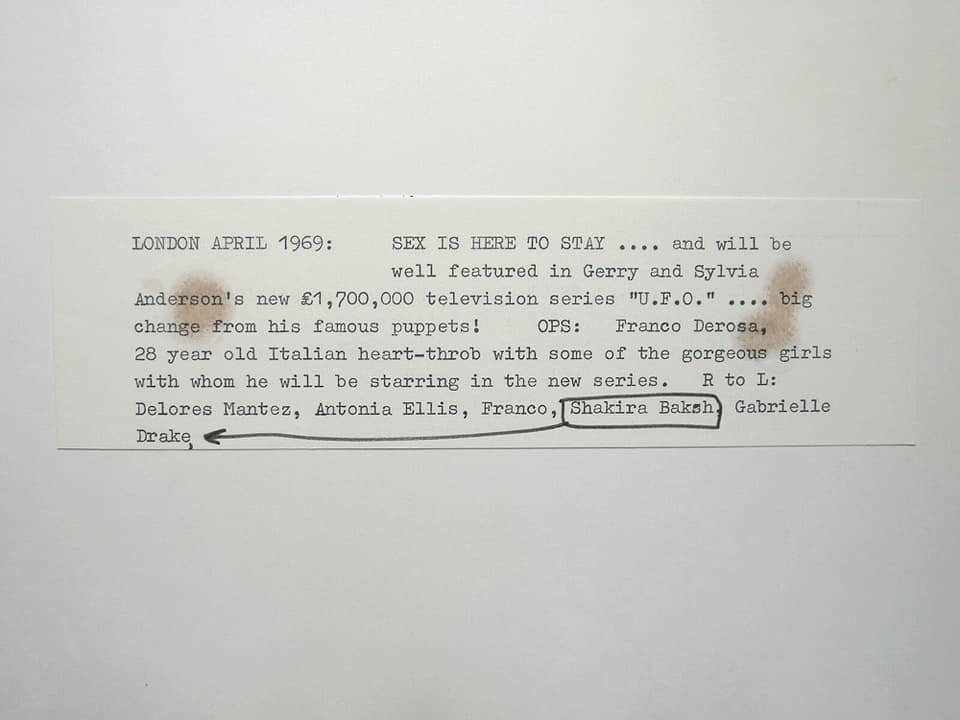 LONDON APRIL 1969: SEX IS HERE TO STAY .... and will be
well featured in Gerry and Sylvia
Anderson's new £1,700,000 television series "U.F.O." .... big
change from his famous puppets! OPS: Franco Derosa,
28 year old Italian heart-throb with some of the gorgeous girls
with whom he will be starring in the new series. R to L:
Delores Mantez, Antonia Ellis, Franco, Shakira Baksh, Gabrielle
Drake,